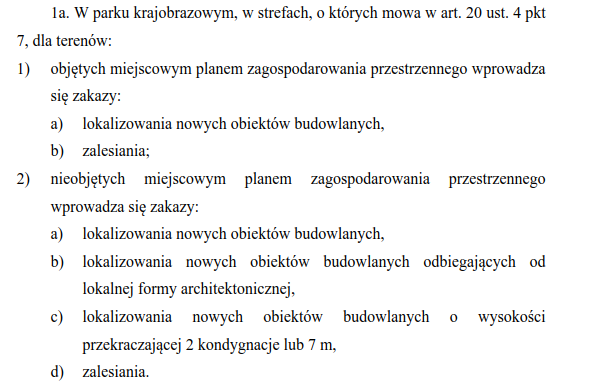 1a. W parku krajobrazowym, w strefach, o których mowa w art. 20 ust. 4 pkt
7, dla terenów:
1) objętych miejscowym planem zagospodarowania przestrzennego wprowadza
się zakazy:
a) lokalizowania nowych obiektów budowlanych,
b) zalesiania;
2) nieobjętych miejscowym planem zagospodarowania przestrzennego
wprowadza się zakazy:
a) lokalizowania nowych obiektów budowlanych,
b) lokalizowania nowych obiektów budowlanych odbiegających od
lokalnej formy architektonicznej,
c) lokalizowania nowych obiektów budowlanych o wysokości
przekraczającej 2 kondygnacje lub 7 m,
d) zalesiania.